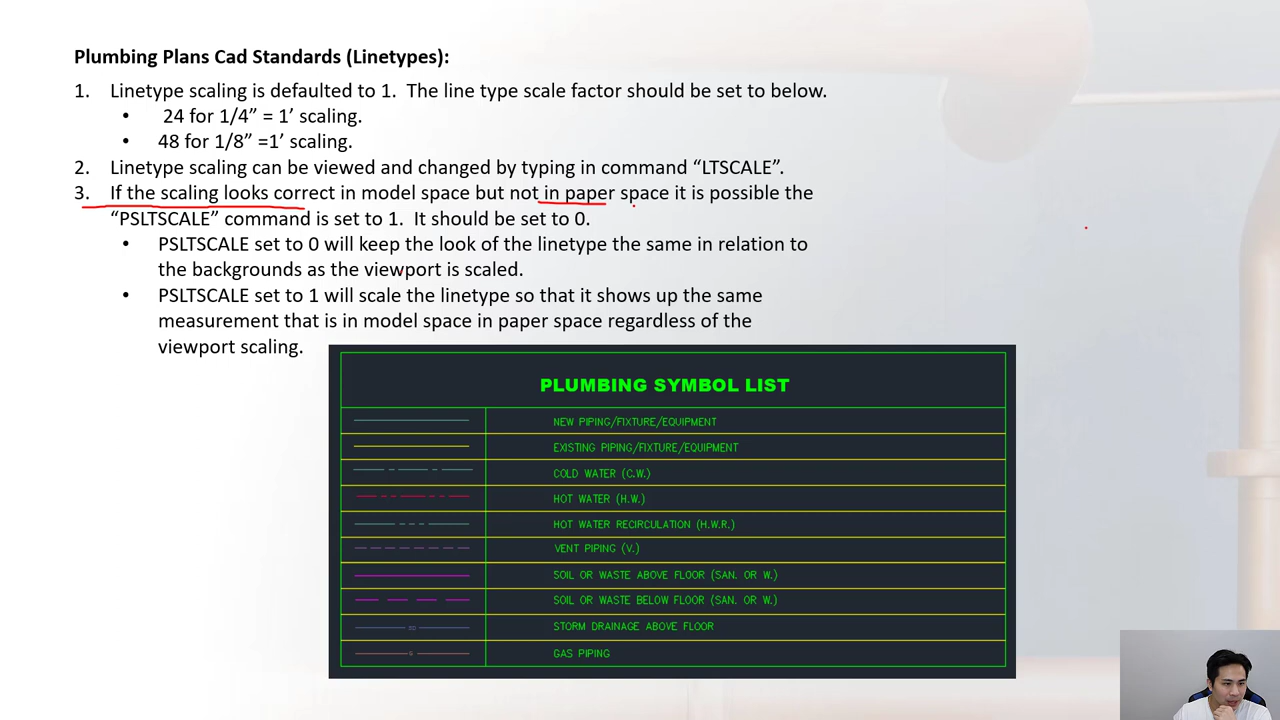 Plumbing Plans Cad Standards (Linetypes):
1. Linetype scaling is defaulted to 1. The line type scale factor should be set to below.
• 24 for 1/4” = 1’ scaling.
• 48 for 1/8” =1’ scaling.
2. Linetype scaling can be viewed and changed by typing in command “LTSCALE”.
3. If the scaling looks correct in model space but not in paper space it is possible the
“PSLTSCALE” command is set to 1. It should be set to 0.
• PSLTSCALE set to 0 will keep the look of the linetype the same in relation to
the backgrounds as the viewport is scaled.
• PSLTSCALE set to 1 will scale the linetype so that it shows up the same
measurement that is in model space in paper space regardless of the
viewport scaling.
PLUMBING SYMBOL LIST
NEW PIPING/FIXTURE/EQUIPMENT
EXISTING PIPING/FIXTURE/EQUIPMENT
COLD WATER (C.W.)
HOT WATER (H.W.)
HOT WATER RECIRCULATION (H.W.R.)
VENT PIPING (V.)
SOIL OR WASTE ABOVE FLOOR (SAN. OR W.)
SOIL OR WASTE BELOW FLOOR (SAN. OR W.)
STORM DRAINAGE ABOVE FLOOR
G GAS PIPING